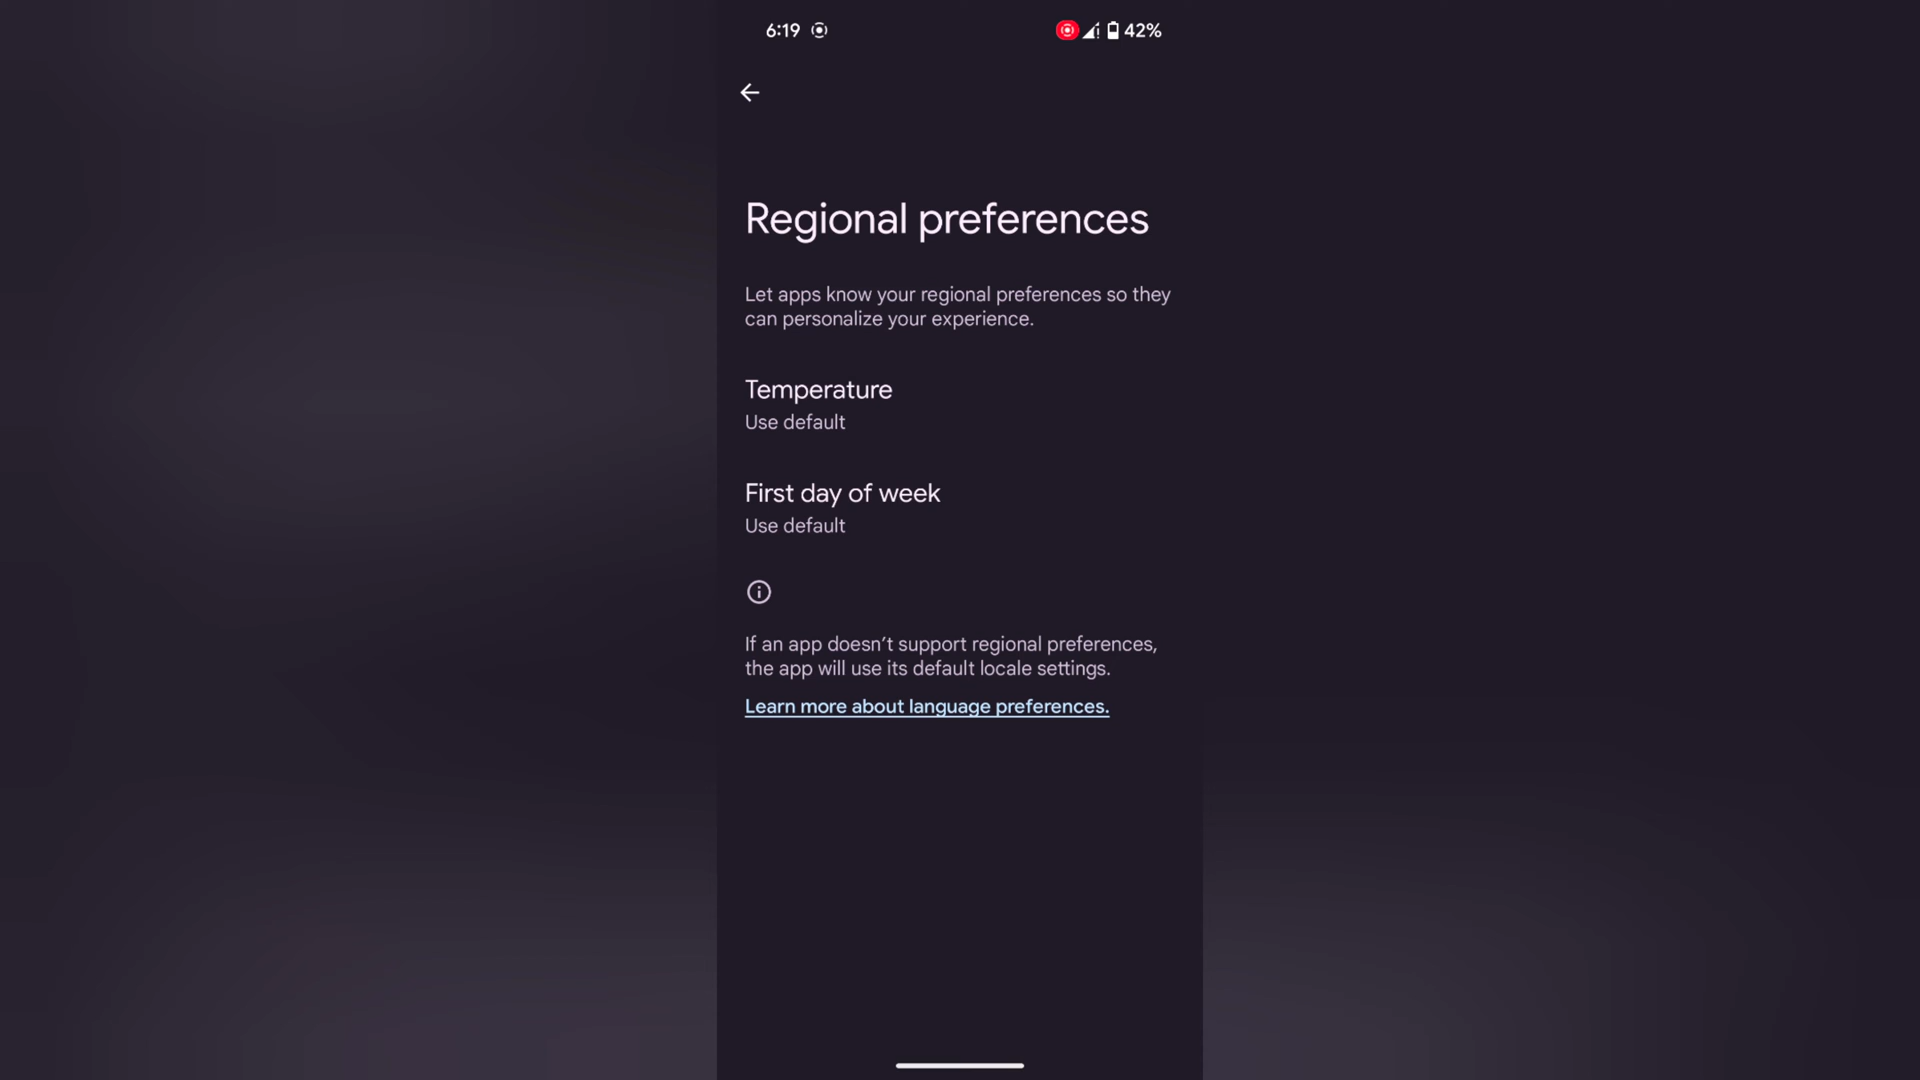 6:19
42%
Regional preferences
Let apps know your regional preferences so they
can personalize your experience.
Temperature
Use default
First day of week
Use default
If an app doesn’t support regional preferences,
the app will use its default locale settings.
Learn more about language preferences.